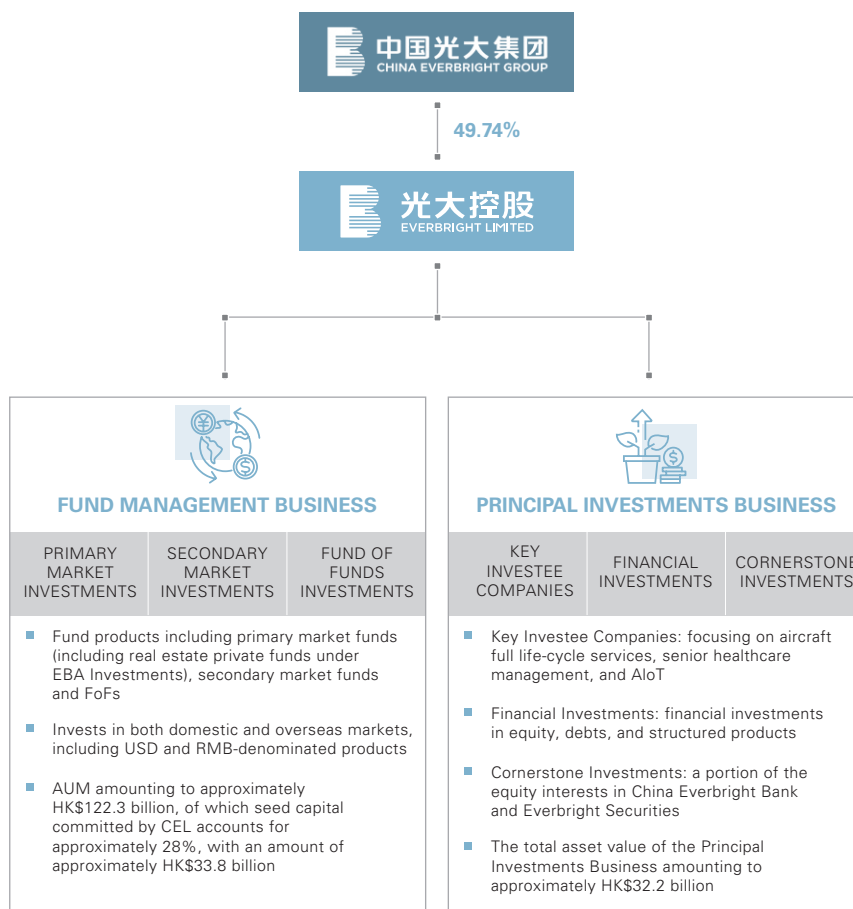 中国光大集团
CHINA EVERBRIGHT GROUP
49.74%
光大控股
EVERBRIGHT LIMITED
¥
$
FUND MANAGEMENT BUSINESS
PRIMARY
MARKET
INVESTMENTS
SECONDARY
MARKET
INVESTMENTS
FUND OF
FUNDS
INVESTMENTS
Fund products including primary market funds
(including real estate private funds under
EBA Investments), secondary market funds
and FoFs
Invests in both domestic and overseas markets,
including USD and RMB-denominated products
AUM amounting to approximately
HK$122.3 billion, of which seed capital
committed by CEL accounts for
approximately 28%, with an amount of
approximately HK$33.8 billion
$
PRINCIPAL INVESTMENTS BUSINESS
KEY
INVESTEE
COMPANIES
FINANCIAL
INVESTMENTS
CORNERSTONE
INVESTMENTS
Key Investee Companies: focusing on aircraft
full life-cycle services, senior healthcare
management, and AIoT
Financial Investments: financial investments
in equity, debts, and structured products
Cornerstone Investments: a portion of the
equity interests in China Everbright Bank
and Everbright Securities
The total asset value of the Principal
Investments Business amounting to
approximately HK$32.2 billion